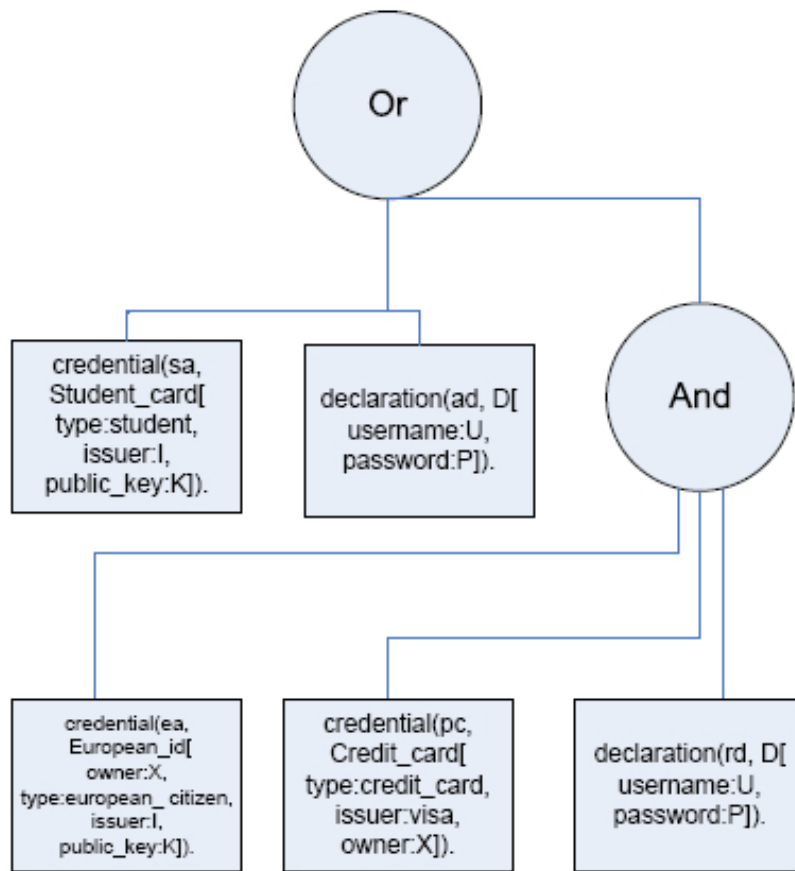 Or
credential(sa,
Student_card[
type:student,
issuer:I,
public_key:K]).
declaration(ad, D[
username:U,
password:P]).
And
credential(ea,
European_id[
owner:X,
type:european_ citizen,
issuer:I,
public_key:K]).
credential(pc,
Credit_card[
type:credit_card,
issuer:visa,
owner:X]).
declaration(rd, D[
username:U,
password:P]).